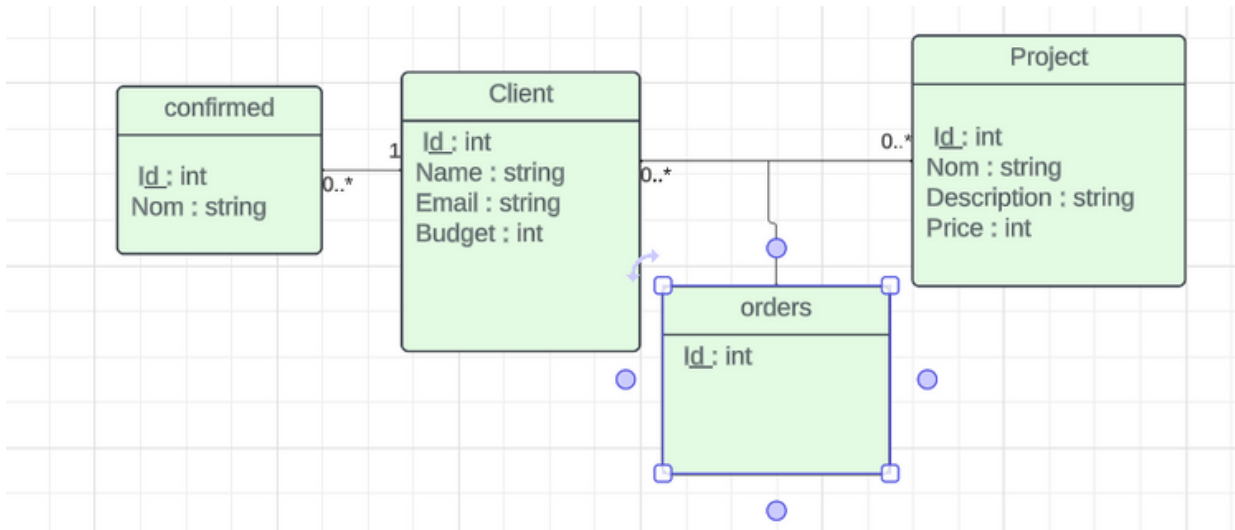 confirmed
Id : int
Nom : string
1
0..*
Client
Id : int
Name : string
Email : string
Budget : int
0..*
0..*
Project
Id : int
Nom : string
Description : string
Price : int
orders
Id : int